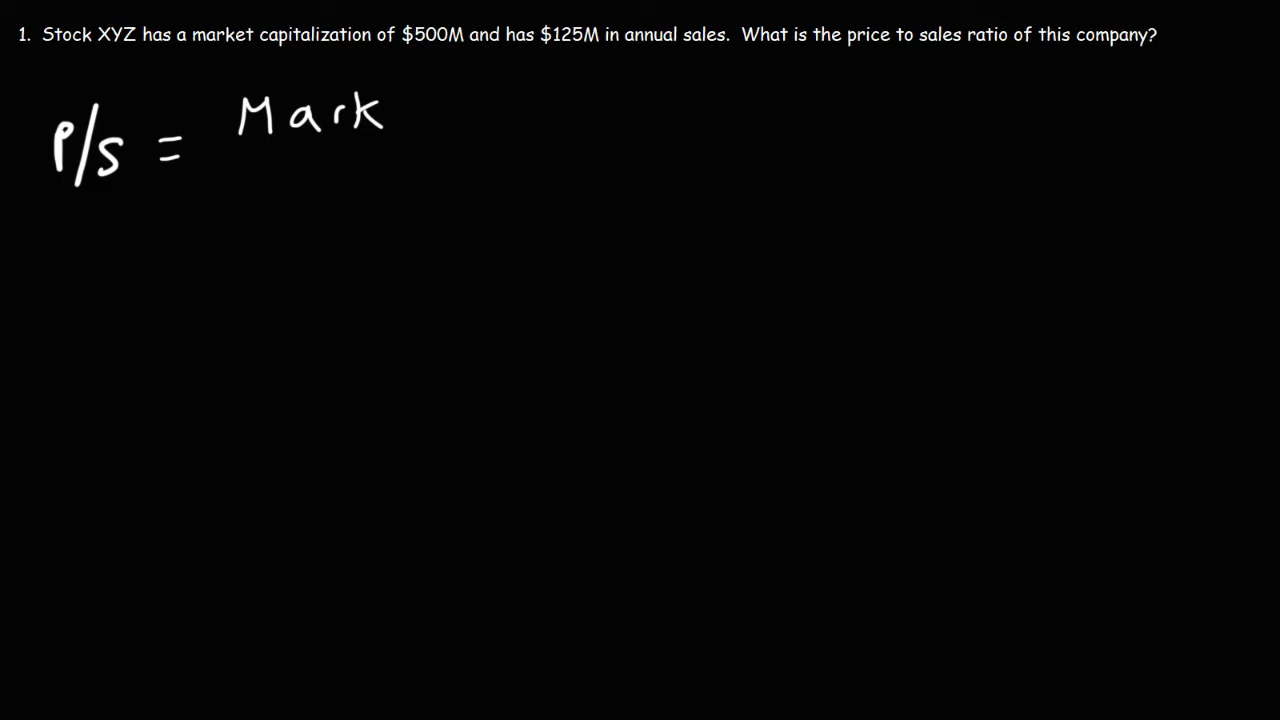 1. Stock XYZ has a market capitalization of $500M and has $125M in annual sales. What is the price to sales ratio of this company?
P/S = Mark